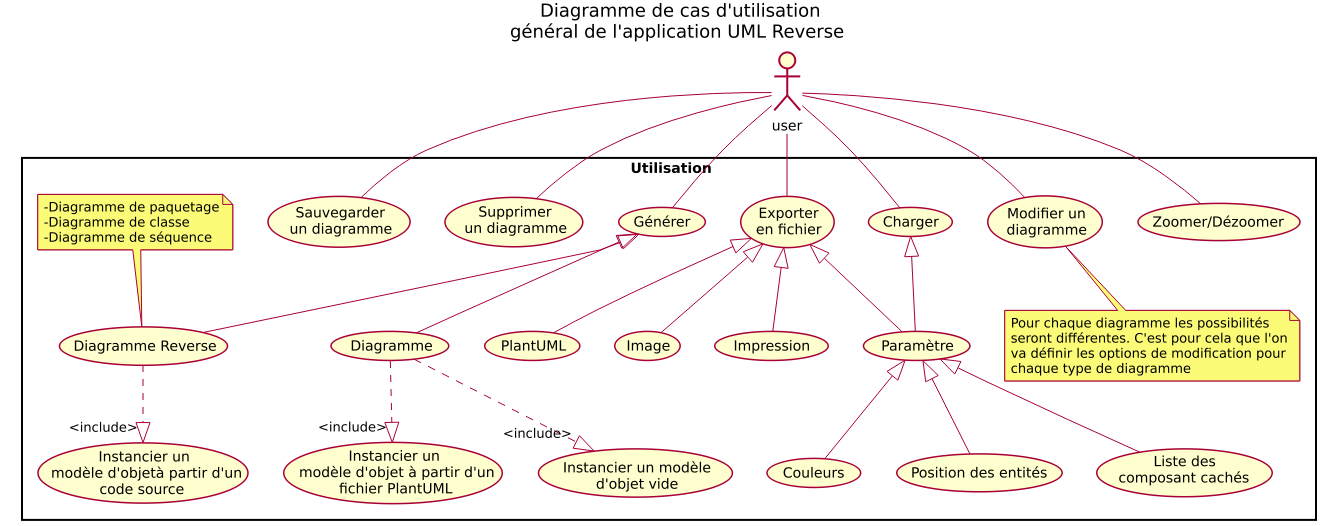 Diagramme de cas d'utilisation
général de l'application UML Reverse
user
Utilisation
-Diagramme de paquetage
-Diagramme de classe
-Diagramme de séquence
Sauvegarder
un diagramme
Supprimer
un diagramme
Générer
Exporter
en fichier
Charger
Modifier un
diagramme
Zoomer/Dézoomer
Diagramme Reverse
Diagramme
PlantUML
Image
Impression
Paramètre
Pour chaque diagramme les possibilités
seront différentes. C'est pour cela que l'on
va définir les options de modification pour
chaque type de diagramme
<include>
<include>
<include>
Instancier un
modèle d'objetà partir d'un
code source
Instancier un
modèle d'objet à partir d'un
fichier PlantUML
Instancier un modèle
d'objet vide
Couleurs
Position des entités
Liste des
composant cachés